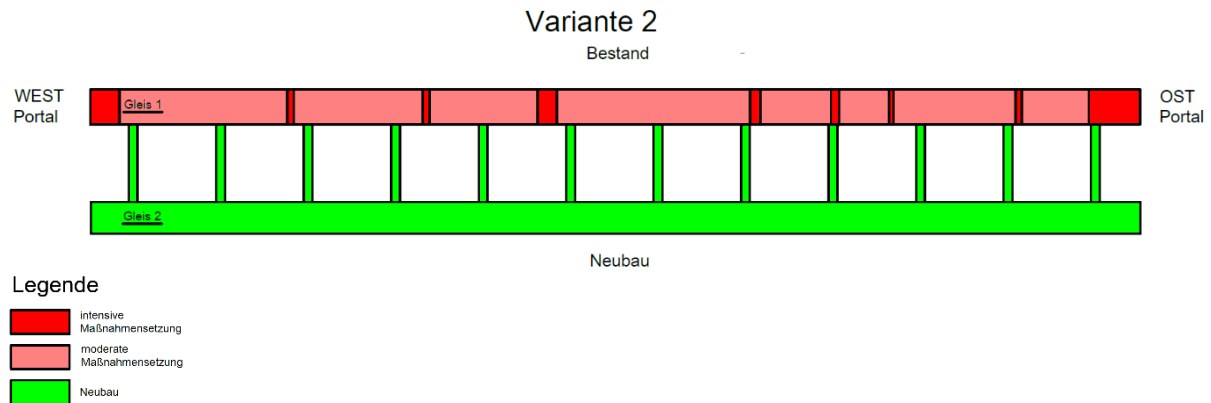 Variante 2
Bestand
WEST
Portal
Gleis 1
OST
Portal
Gleis 2
Neubau
Legende
intensive
Maßnahmensetzung
moderate
Maßnahmensetzung
Neubau